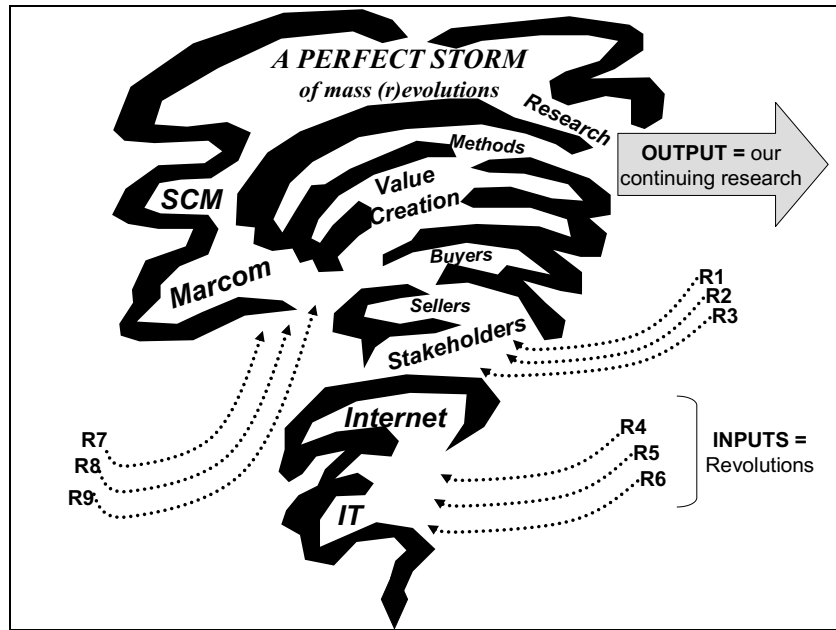 A PERFECT STORM
of mass (r)evolutions
Research
Methods
OUTPUT = our
continuing research
Value
Creation
SCM
Buyers
Marcom
Sellers
Stakeholders
R1
R2
R3
Internet
R4
R5
R6
INPUTS =
Revolutions
R7
R8
R9
IT